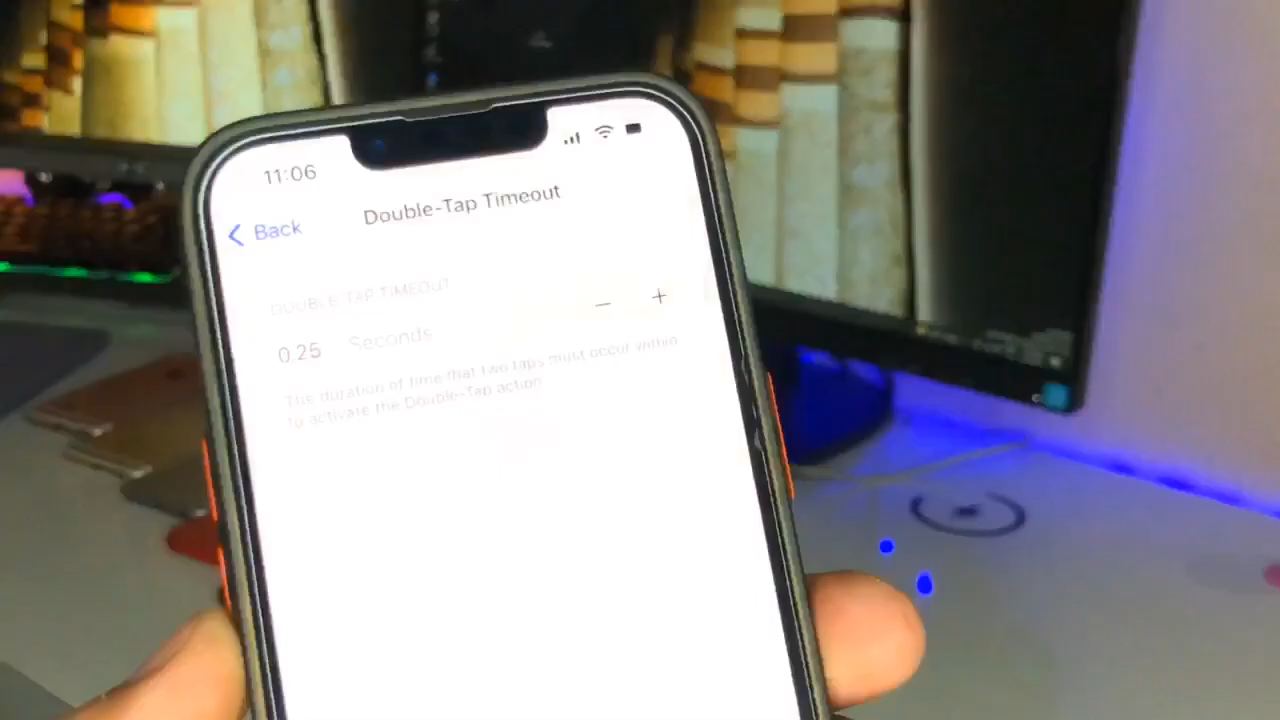 11:06
Back
Double-Tap Timeout
DOUBLE TAP TIMEOUT
0.25 Seconds
The duration of time that two taps must occur within
to activate the Double-Tap action